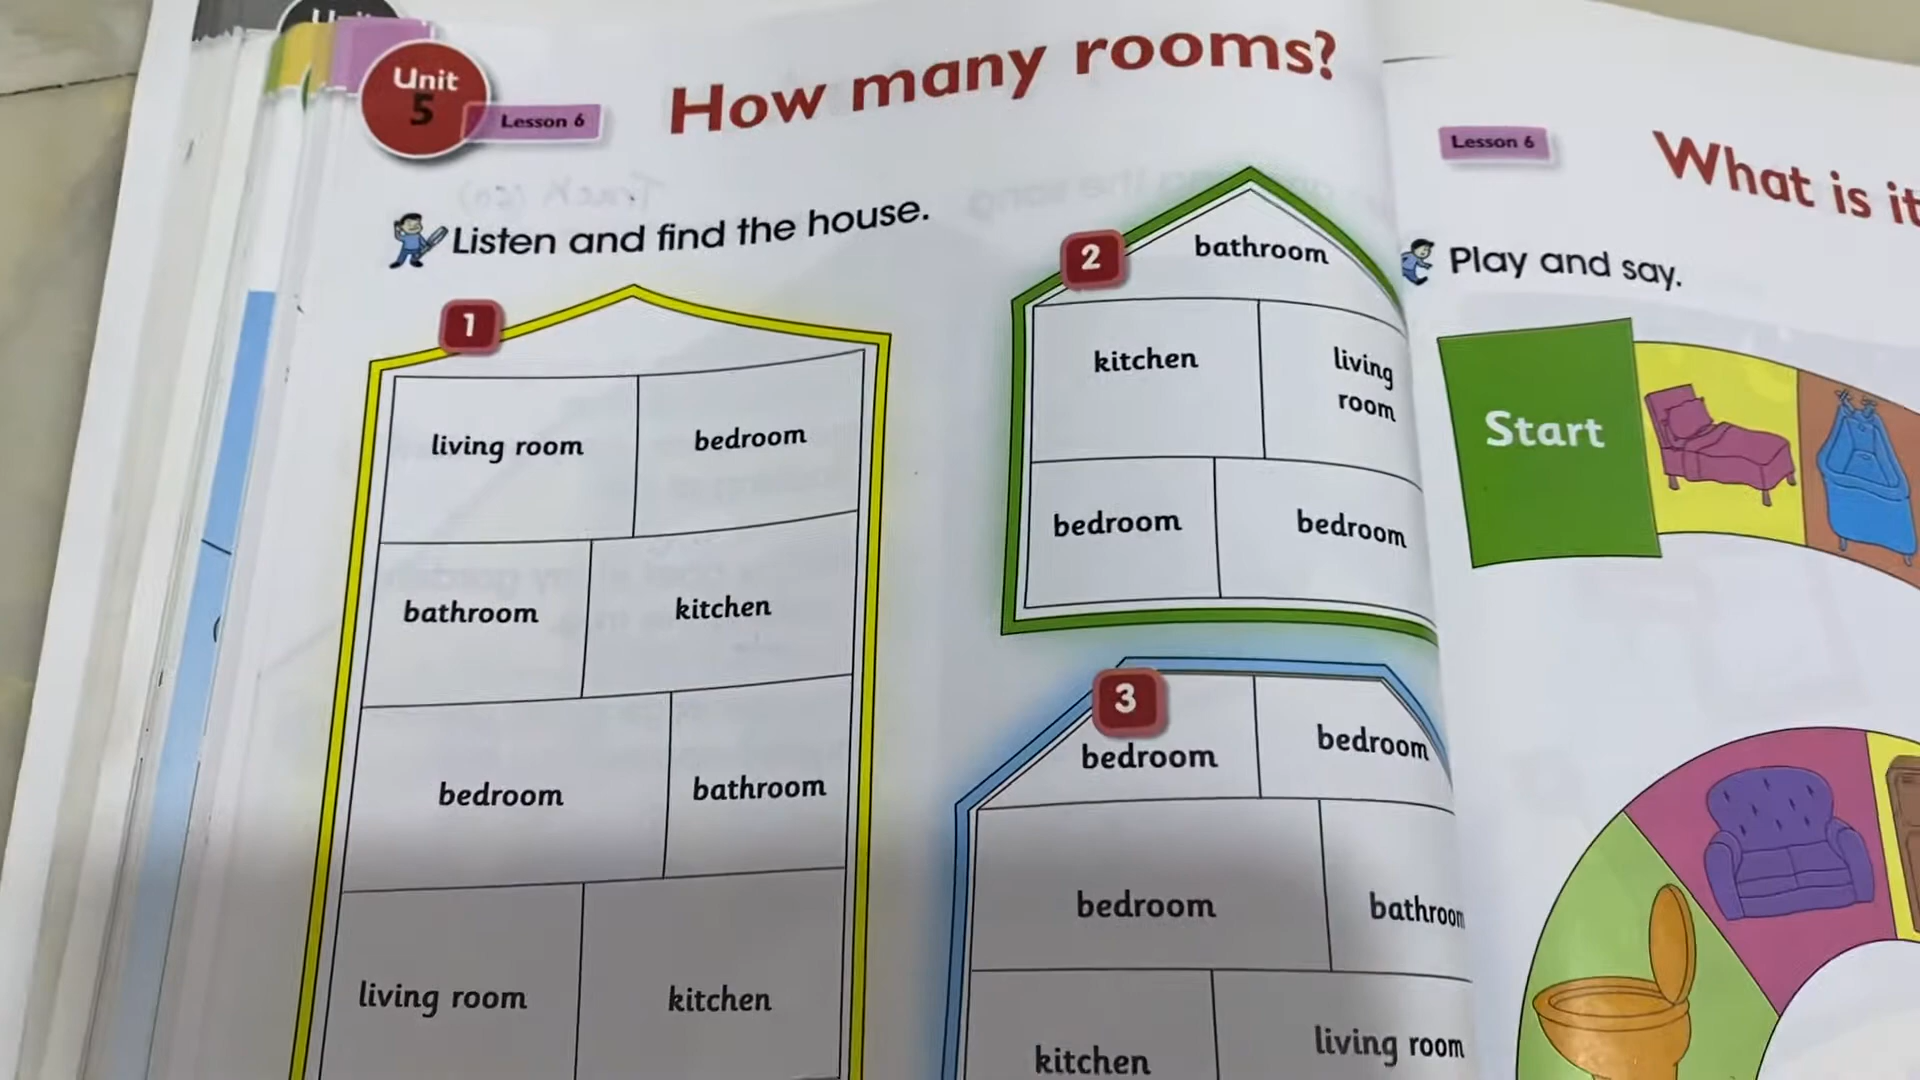 Unit
5
Lesson 6
How many rooms?
Listen and find the house.
1
living room
bedroom
bathroom
kitchen
bedroom
bathroom
living room
kitchen
2
bathroom
kitchen
living
room
bedroom
bedroom
3
bedroom
bedroom
bedroom
bathroom
kitchen
living room
Lesson 6
What is it
Play and say.
Start